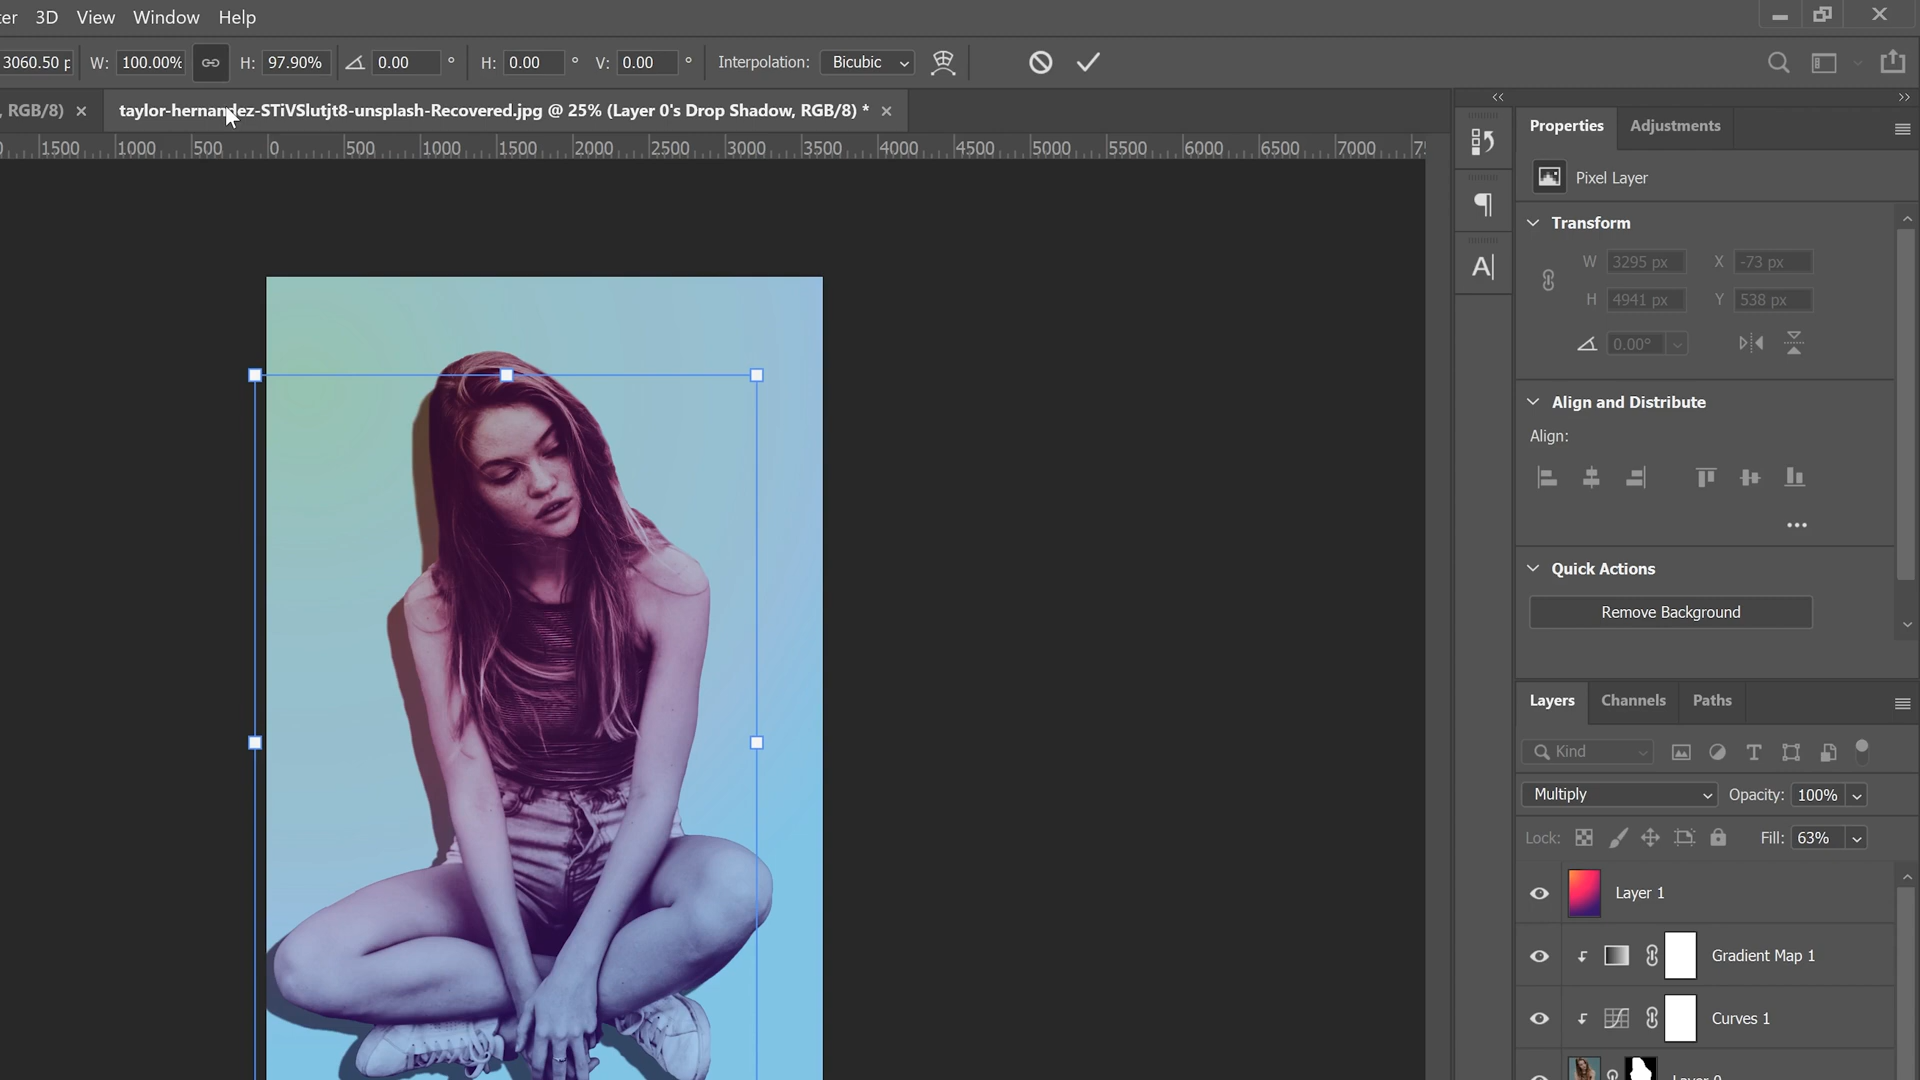 ter 3D View Window Help
3060.50 p W: 100.00% H: 97.90% 0.00 ° H: 0.00 ° V: 0.00 ° Interpolation: Bicubic
, RGB/8) × taylor-hernandez-STiVSlutjt8-unsplash-Recovered.jpg @ 25% (Layer 0's Drop Shadow, RGB/8) * ×
1500 1000 500 0 500 1000 1500 2000 2500 3000 3500 4000 4500 5000 5500 6000 6500 7000
Properties Adjustments
Pixel Layer
Transform
W 3295 px X -73 px
H 4941 px Y 538 px
0.00°
Align and Distribute
Align:
Quick Actions
Remove Background
Layers Channels Paths
Kind
Multiply Opacity: 100%
Lock: Fill: 63%
Layer 1
Gradient Map 1
Curves 1
Layer 0